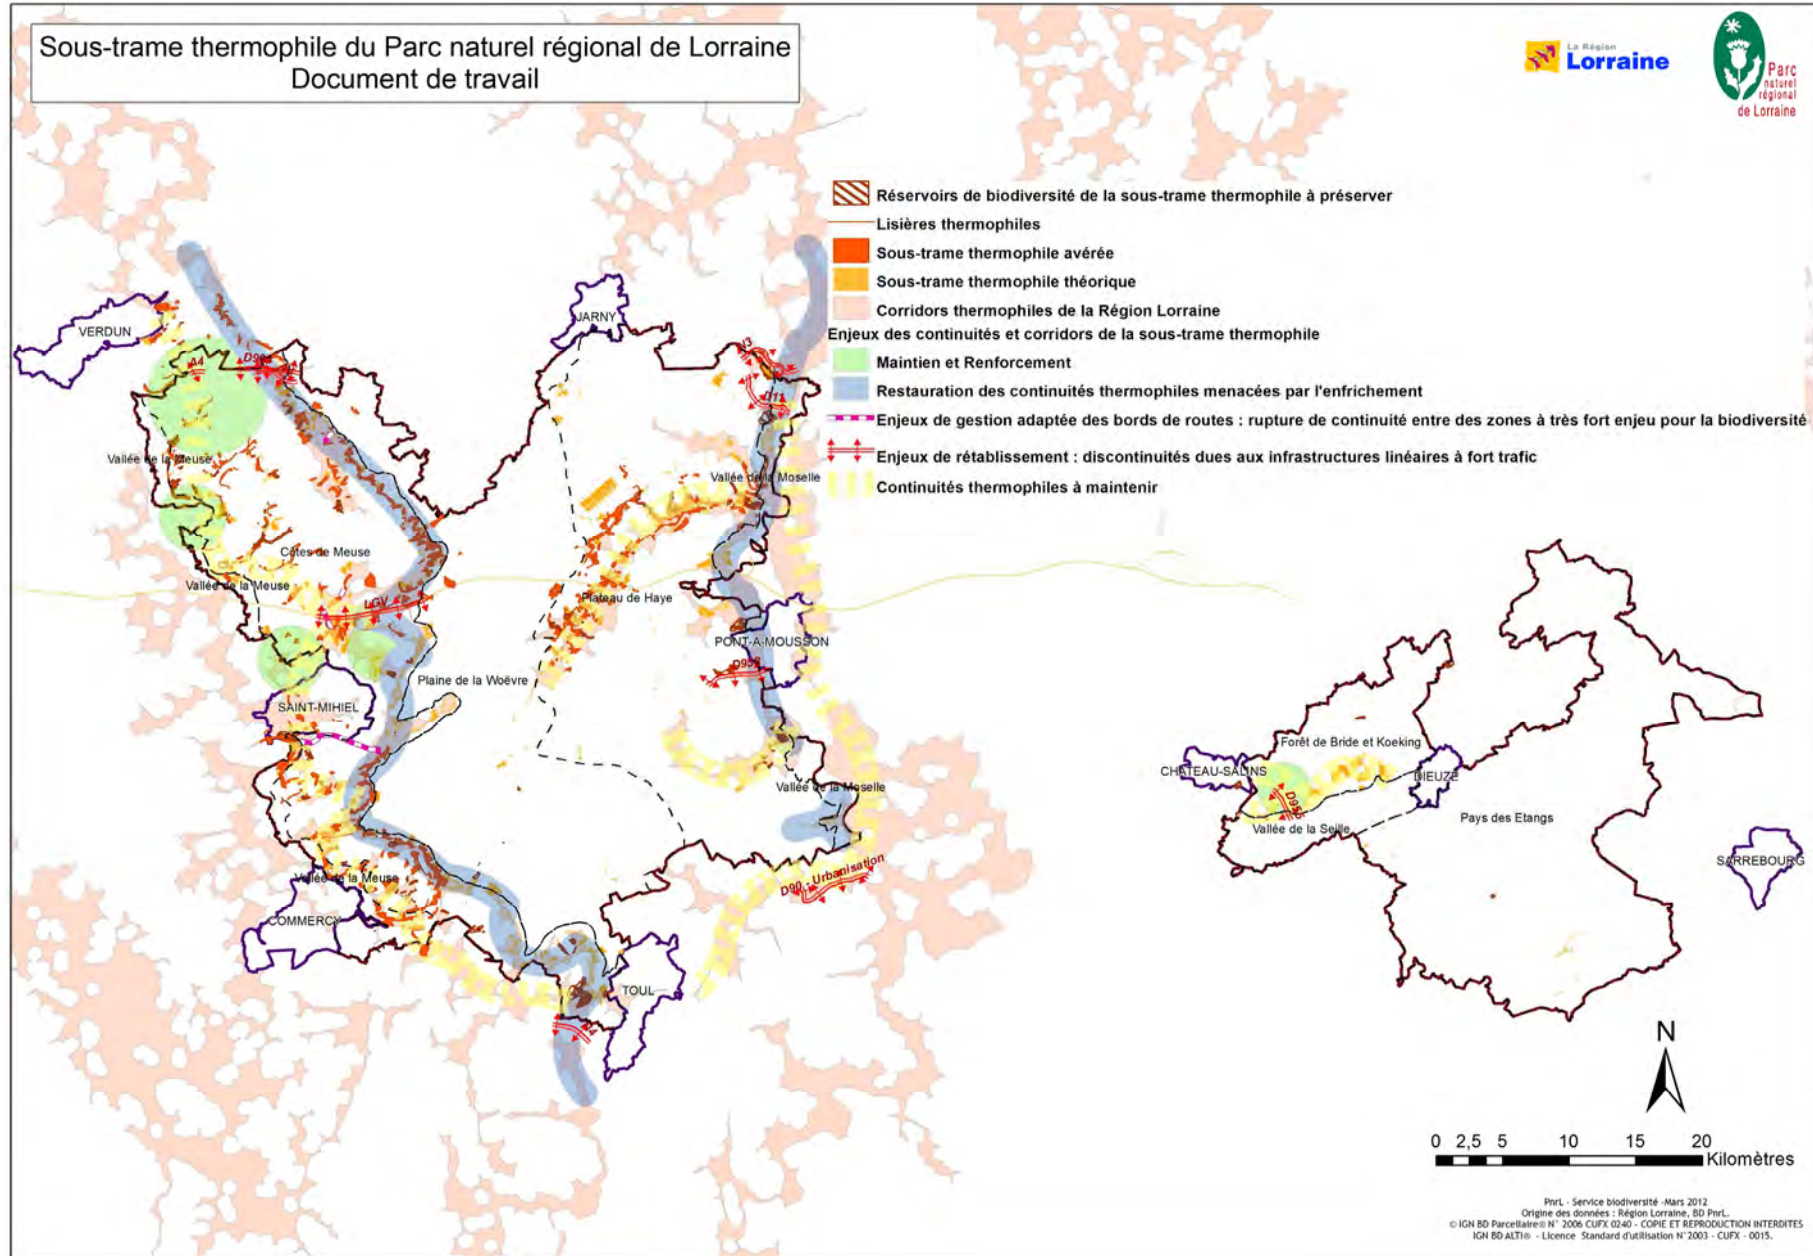 Sous-trame thermophile du Parc naturel régional de Lorraine
Document de travail
La Région
Lorraine
Parc
naturel
régional
de Lorraine
Réservoirs de biodiversité de la sous-trame thermophile à préserver
Lisières thermophiles
Sous-trame thermophile avérée
Sous-trame thermophile théorique
Corridors thermophiles de la Région Lorraine
Enjeux des continuités et corridors de la sous-trame thermophile
Maintien et Renforcement
Restauration des continuités thermophiles menacées par l'enfrichement
Enjeux de gestion adaptée des bords de routes : rupture de continuité entre des zones à très fort enjeu pour la biodiversité
Enjeux de rétablissement : discontinuités dues aux infrastructures linéaires à fort trafic
Continuités thermophiles à maintenir
VERDUN
JARNY
A4
Vallée de la Meuse
Vallée de la Moselle
Côtes de Meuse
Vallée de la Meuse
LGV
Plateau de Haye
PONT-A-MOUSSON
Plaine de la Woëvre
SAINT-MIHIEL
Vallée de la Moselle
D90 - Urbanisation
Vallée de la Meuse
COMMERCY
TOUL
Forêt de Bride et Koeking
CHATEAU-SALINS
DIEUZE
Vallée de la Seille
Pays des Etangs
SARREBOURG
N
0 2,5 5 10 15 20
Kilomètres
PnrL - Service biodiversité -Mars 2012
Origine des données : Région Lorraine, BD PnrL.
© IGN BD Parcellaire® N° 2006 CUFX 0240 - COPIE ET REPRODUCTION INTERDITES
IGN BD ALTI® - Licence Standard d'utilisation N°2003 - CUFX - 0015.